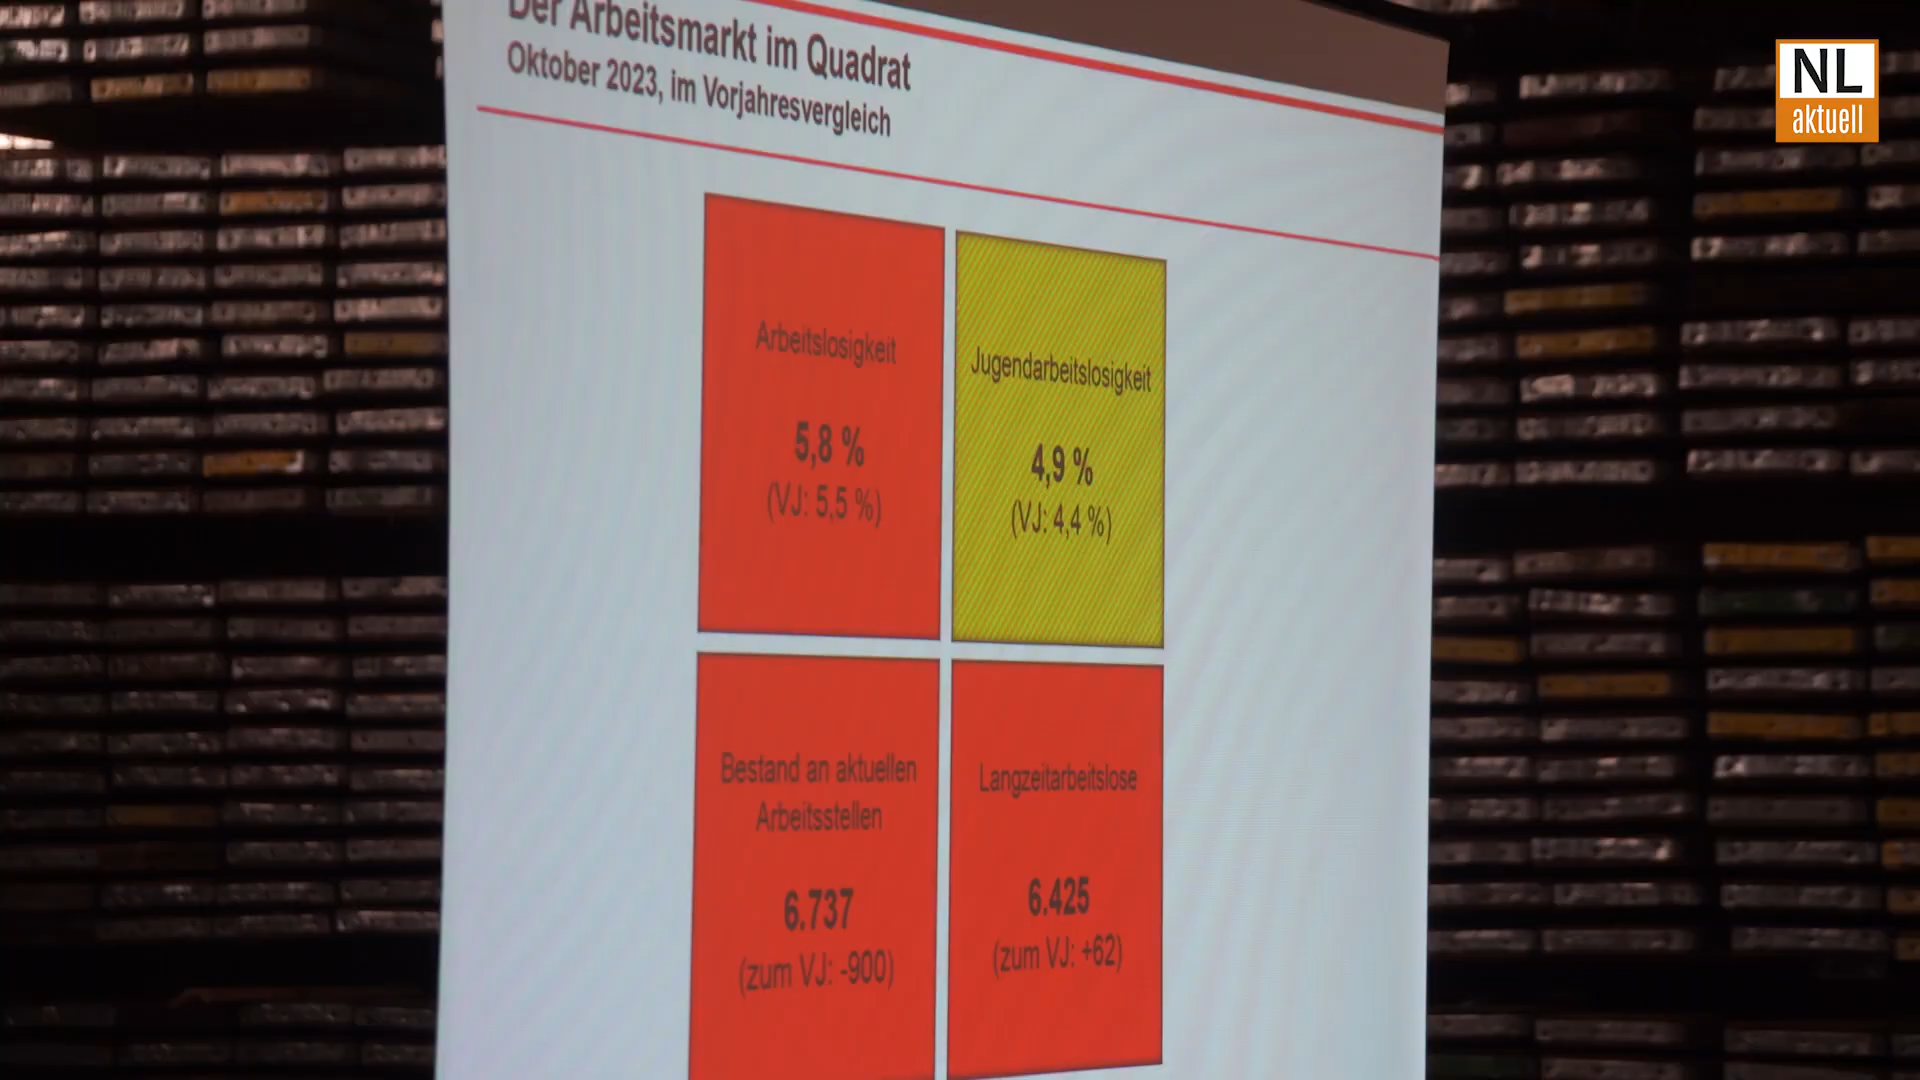 Der Arbeitsmarkt im Quadrat
Oktober 2023, im Vorjahresvergleich
NL
aktuell
Arbeitslosigkeit
5,8 %
(VJ: 5,5 %)
Jugendarbeitslosigkeit
4,9 %
(VJ: 4,4 %)
Bestand an aktuellen
Arbeitsstellen
6.737
(zum VJ: -900)
Langzeitarbeitslose
6.425
(zum VJ: +62)